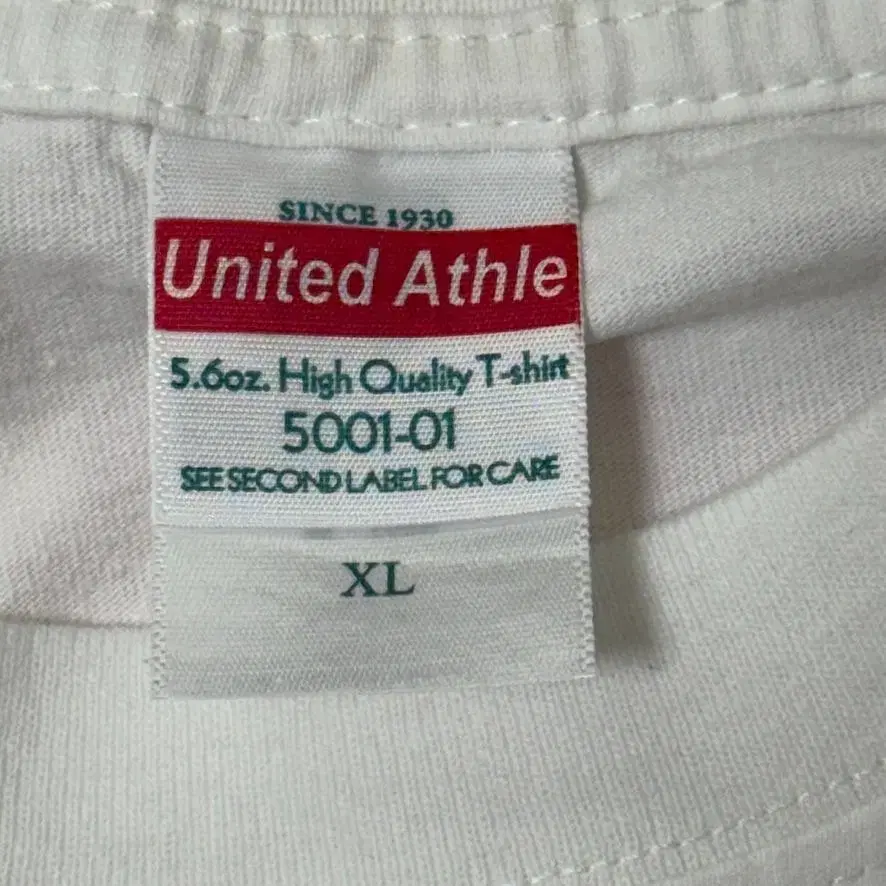 SINCE 1930
United Athle
5.6oz. High Quality T-shirt
5001-01
SEE SECOND LABEL FOR CARE
XL